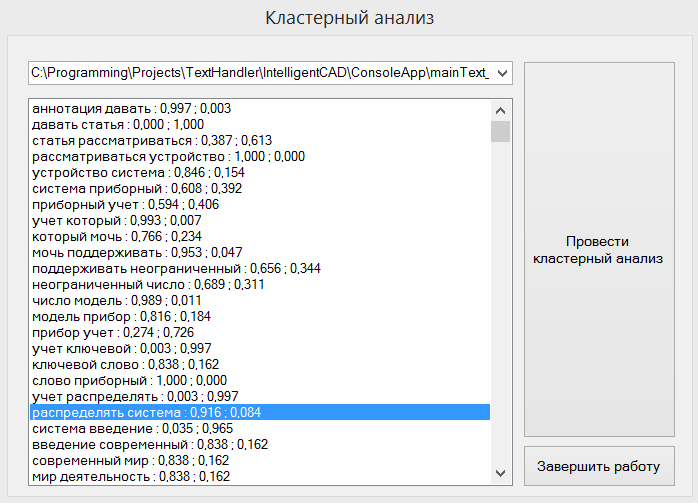 Кластерный анализ
C:\Programming\Projects\TextHandler\IntelligentCAD\ConsoleApp\mainText_
аннотация давать : 0,997 ; 0,003
давать статья : 0,000 ; 1,000
статья рассматриваться : 0,387 ; 0,613
рассматриваться устройство : 1,000 ; 0,000
устройство система : 0,846 ; 0,154
система приборный : 0,608 ; 0,392
приборный учет : 0,594 ; 0,406
учет который : 0,993 ; 0,007
который мочь : 0,766 ; 0,234
мочь поддерживать : 0,953 ; 0,047
поддерживать неограниченный : 0,656 ; 0,344
неограниченный число : 0,689 ; 0,311
число модель : 0,989 ; 0,011
модель прибор : 0,816 ; 0,184
прибор учет : 0,274 ; 0,726
учет ключевой : 0,003 ; 0,997
ключевой слово : 0,838 ; 0,162
слово приборный : 1,000 ; 0,000
учет распределять : 0,003 ; 0,997
распределять система : 0,916 ; 0,084
система введение : 0,035 ; 0,965
введение современный : 0,838 ; 0,162
современный мир : 0,838 ; 0,162
мир деятельность : 0,838 ; 0,162
Провести
кластерный анализ
Завершить работу